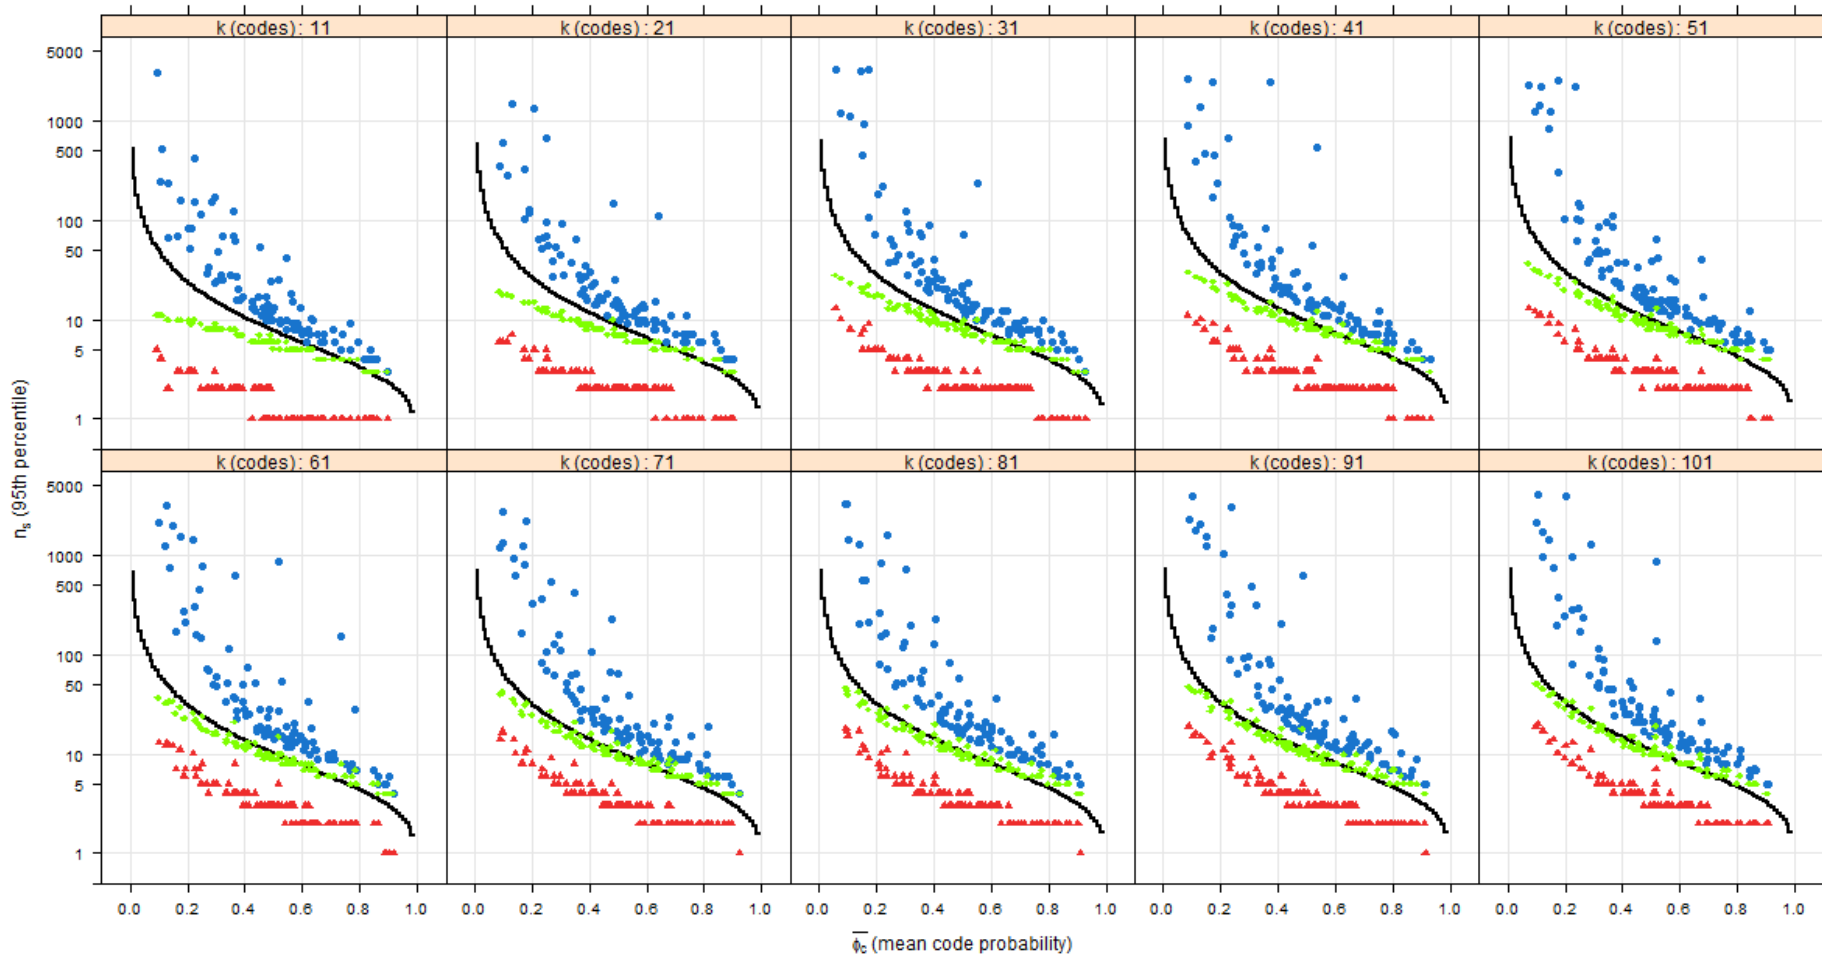 k (codes) : 11
k (codes) : 21
k (codes) : 31
k (codes) : 41
k (codes) : 51
5000
1000
500
100
50
10
5
1
k (codes) : 61
k (codes) : 71
k (codes) : 81
k (codes) : 91
k (codes) : 101
5000
1000
500
100
50
10
5
1
nₛ (95th percentile)
0.0 0.2 0.4 0.6 0.8 1.0
0.0 0.2 0.4 0.6 0.8 1.0
0.0 0.2 0.4 0.6 0.8 1.0
0.0 0.2 0.4 0.6 0.8 1.0
0.0 0.2 0.4 0.6 0.8 1.0
ϕ̅c (mean code probability)